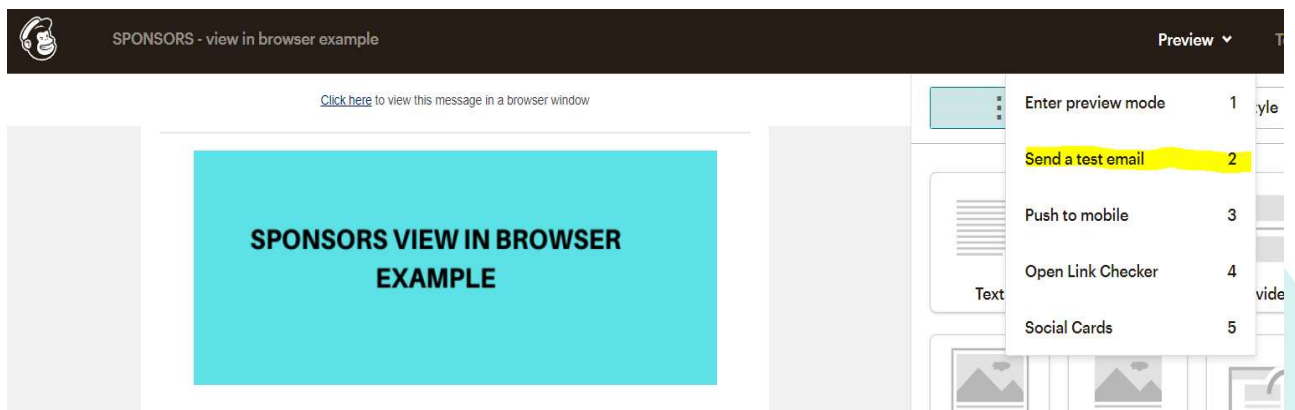 SPONSORS - view in browser example
Preview
Click here to view this message in a browser window
Enter preview mode 1
Send a test email 2
Push to mobile 3
Open Link Checker 4
Social Cards 5
SPONSORS VIEW IN BROWSER
EXAMPLE
Text